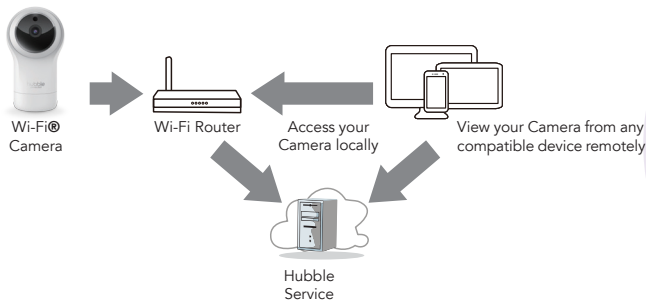 Wi-Fi®
Camera
Wi-Fi Router
Access your
Camera locally
View your Camera from any
compatible device remotely
Hubble
Service